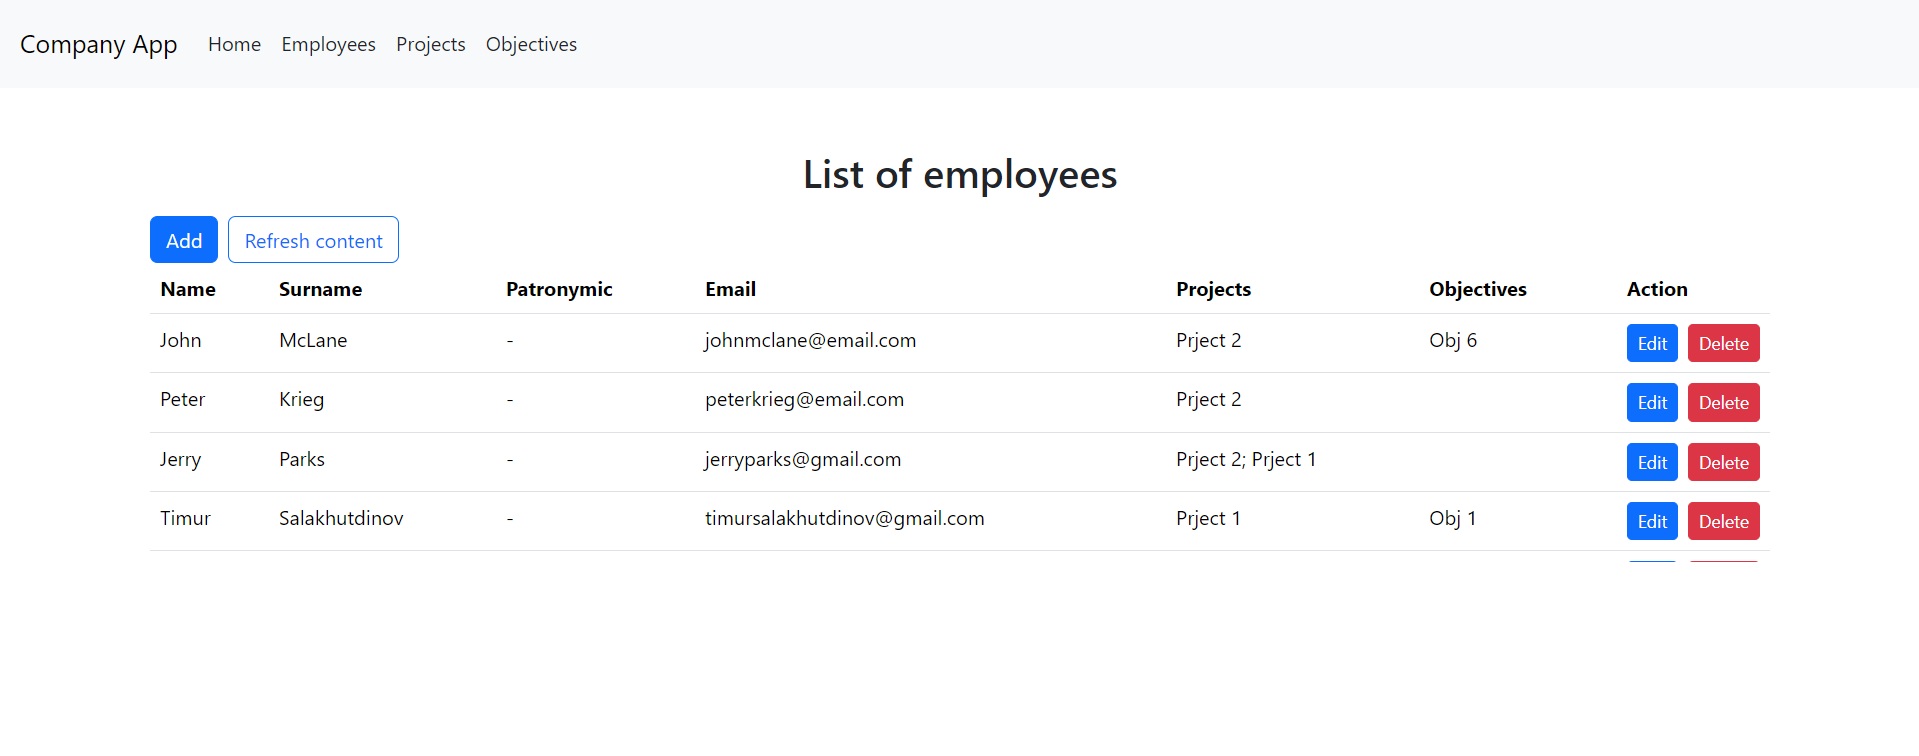 Company App Home Employees Projects Objectives
List of employees
Add Refresh content
Name Surname Patronymic Email Projects Objectives Action
John McLane - johnmclane@email.com Prject 2 Obj 6 Edit Delete
Peter Krieg - peterkrieg@email.com Prject 2 Edit Delete
Jerry Parks - jerryparks@gmail.com Prject 2; Prject 1 Edit Delete
Timur Salakhutdinov - timursalakhutdinov@gmail.com Prject 1 Obj 1 Edit Delete